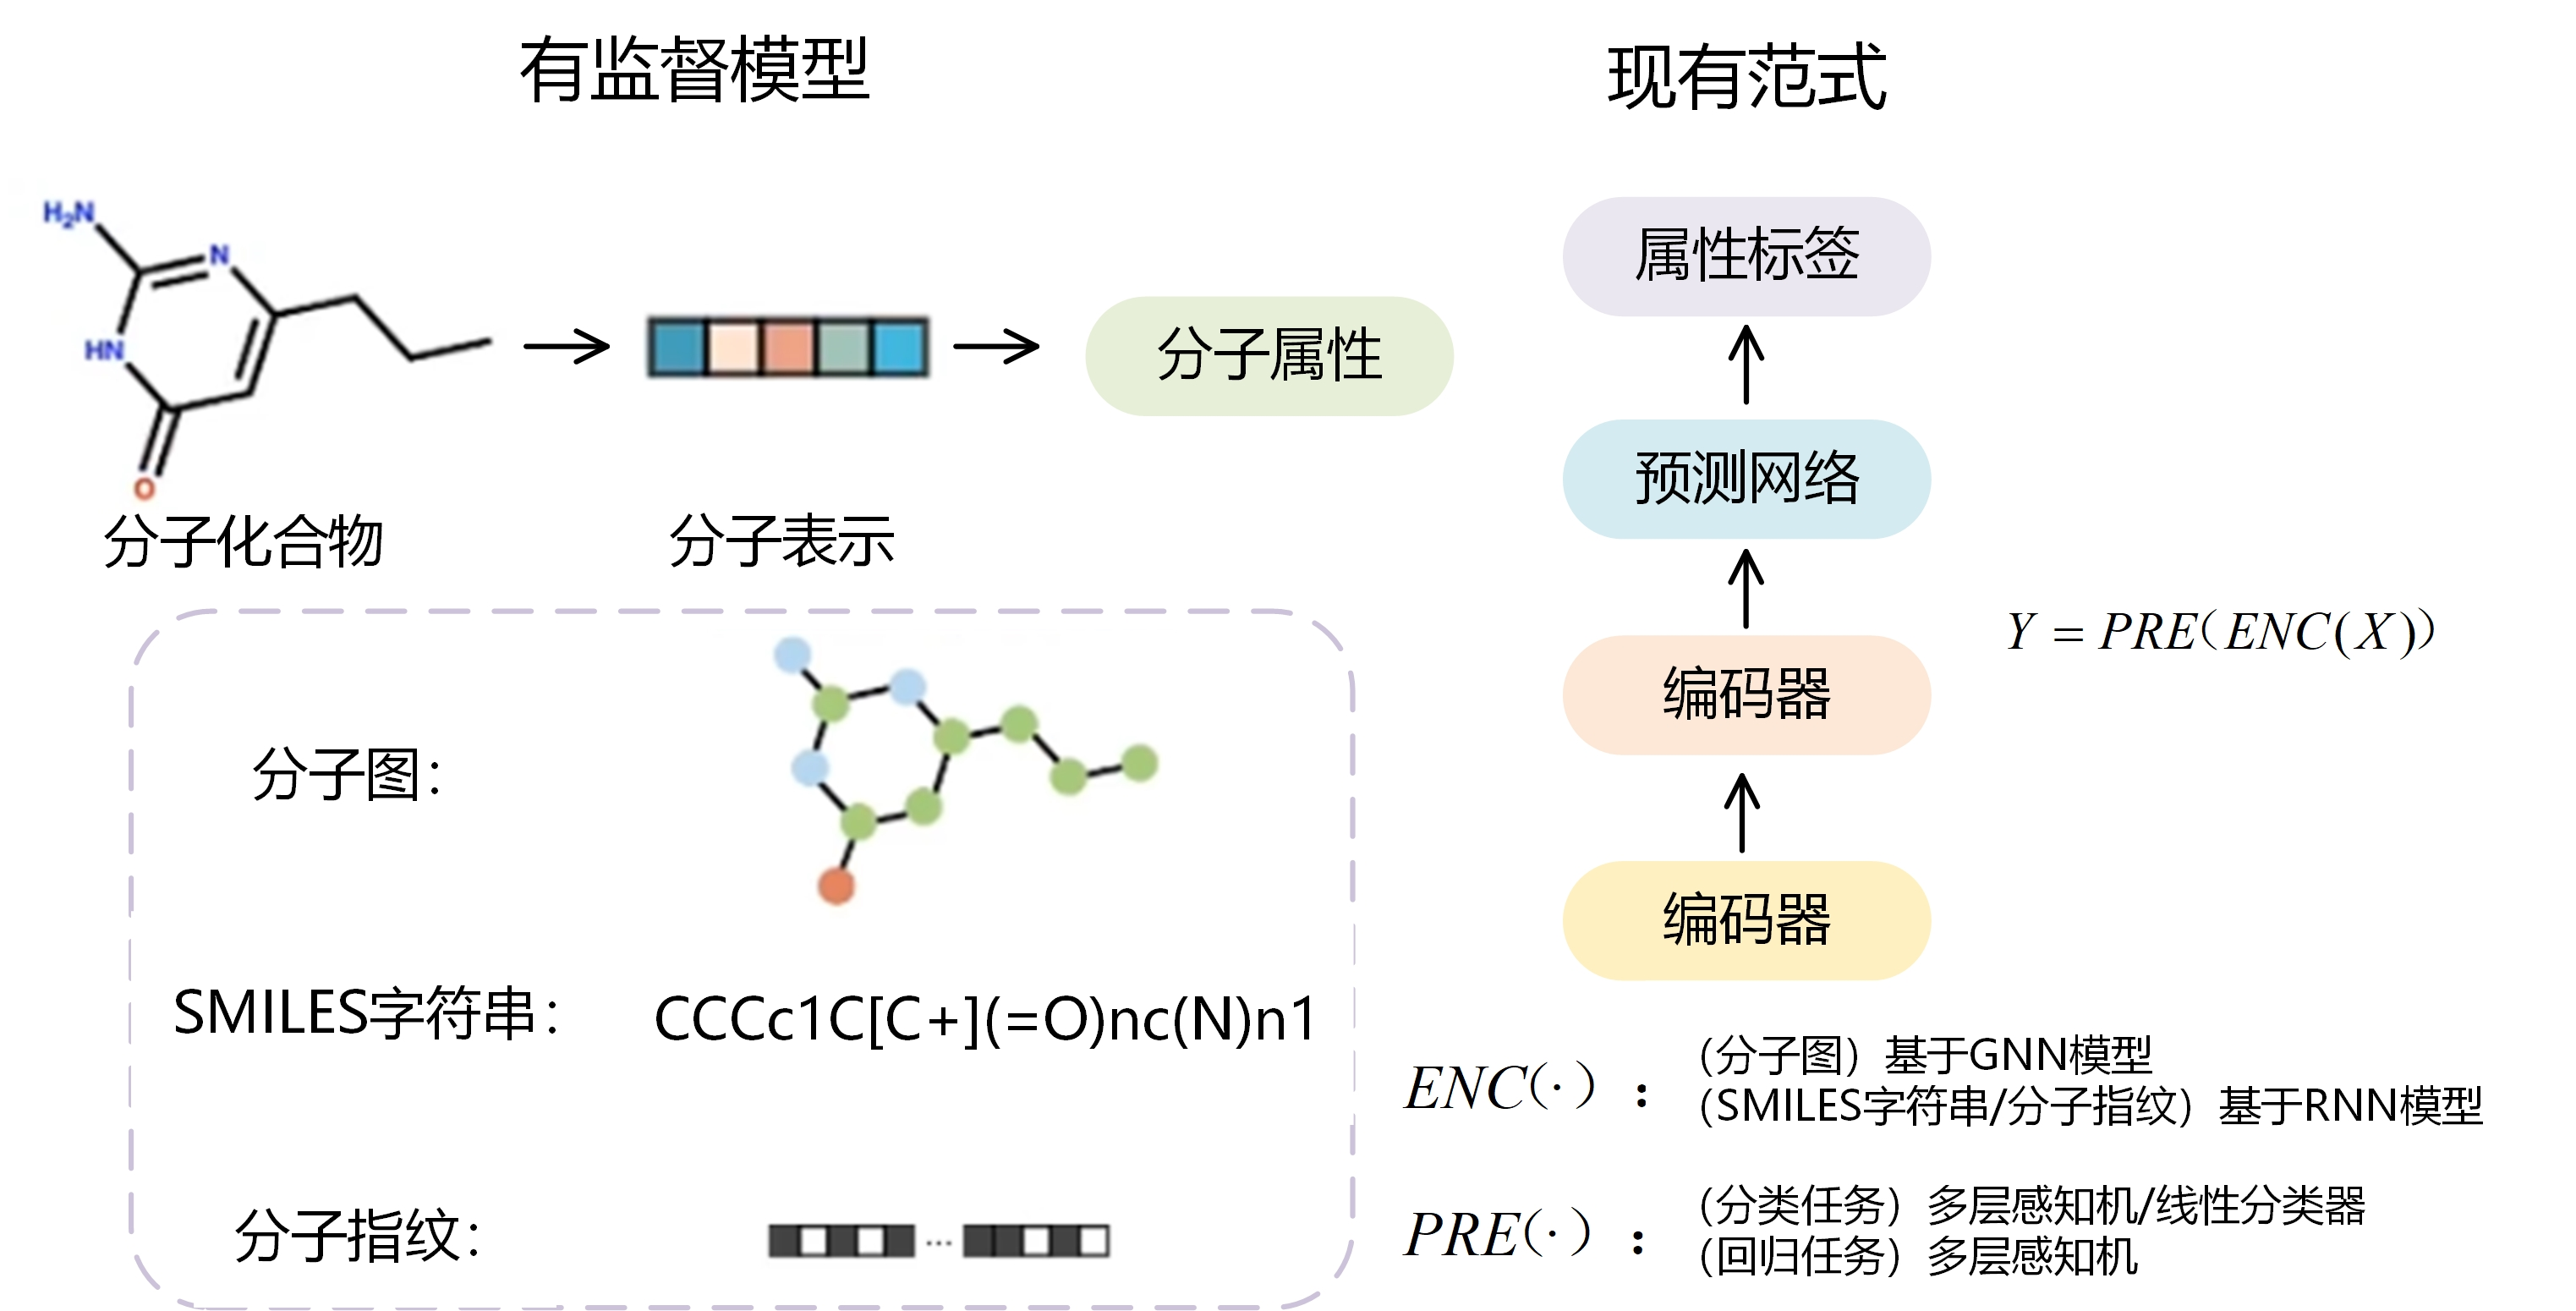 有监督模型
现有范式
H₂N
N
HN
O
分子化合物
分子表示
分子属性
属性标签
预测网络
编码器
编码器
Y = PRE(ENC(X))
分子图:
SMILES字符串:
CCCc1C[C+](=O)nc(N)n1
分子指纹:
...
ENC(·):
(分子图)基于GNN模型
(SMILES字符串/分子指纹)基于RNN模型
PRE(·):
(分类任务)多层感知机/线性分类器
(回归任务)多层感知机